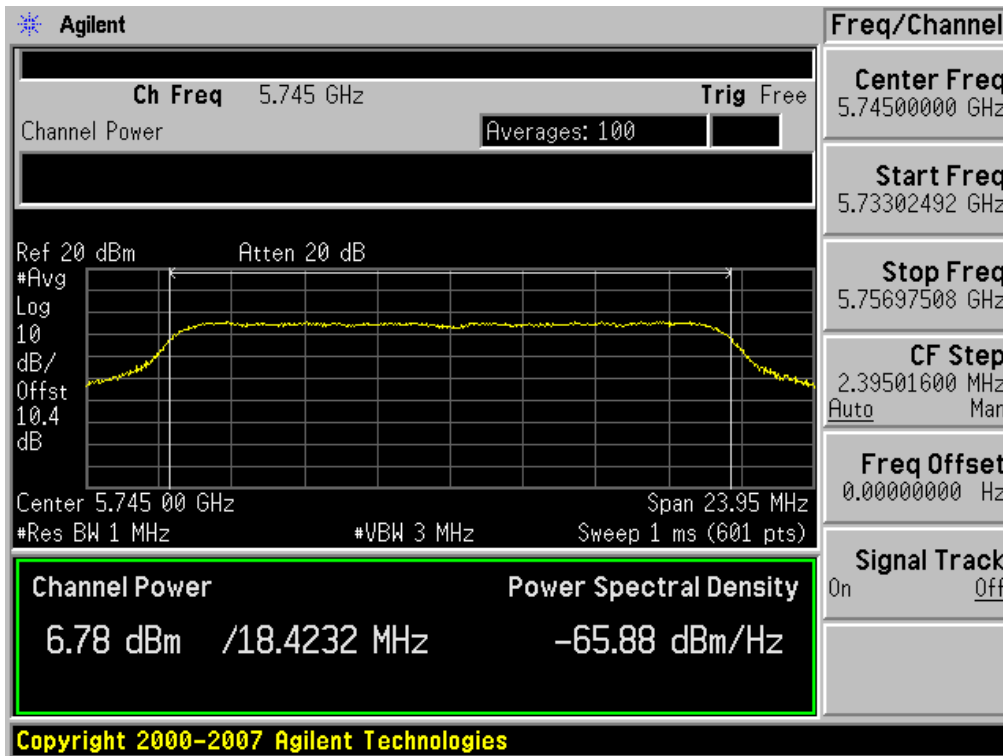 Agilent
Freq/Channel
Ch Freq 5.745 GHz Trig Free
Channel Power Averages: 100
Ref 20 dBm Atten 20 dB
#Avg
Log
10
dB/
Offst
10.4
dB
Center 5.745 00 GHz Span 23.95 MHz
#Res BW 1 MHz #VBW 3 MHz Sweep 1 ms (601 pts)
Channel Power Power Spectral Density
6.78 dBm /18.4232 MHz -65.88 dBm/Hz
Center Freq
5.74500000 GHz
Start Freq
5.73302492 GHz
Stop Freq
5.75697508 GHz
CF Step
2.39501600 MHz
Auto Man
Freq Offset
0.00000000 Hz
Signal Track
On Off
Copyright 2000-2007 Agilent Technologies